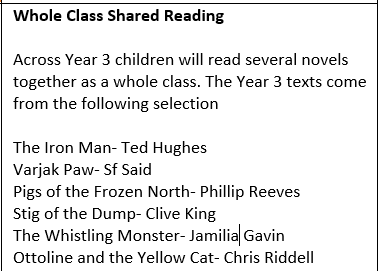 Whole Class Shared Reading
Across Year 3 children will read several novels
together as a whole class. The Year 3 texts come
from the following selection
The Iron Man- Ted Hughes
Varjak Paw- Sf Said
Pigs of the Frozen North- Phillip Reeves
Stig of the Dump- Clive King
The Whistling Monster- Jamilia Gavin
Ottoline and the Yellow Cat- Chris Riddell